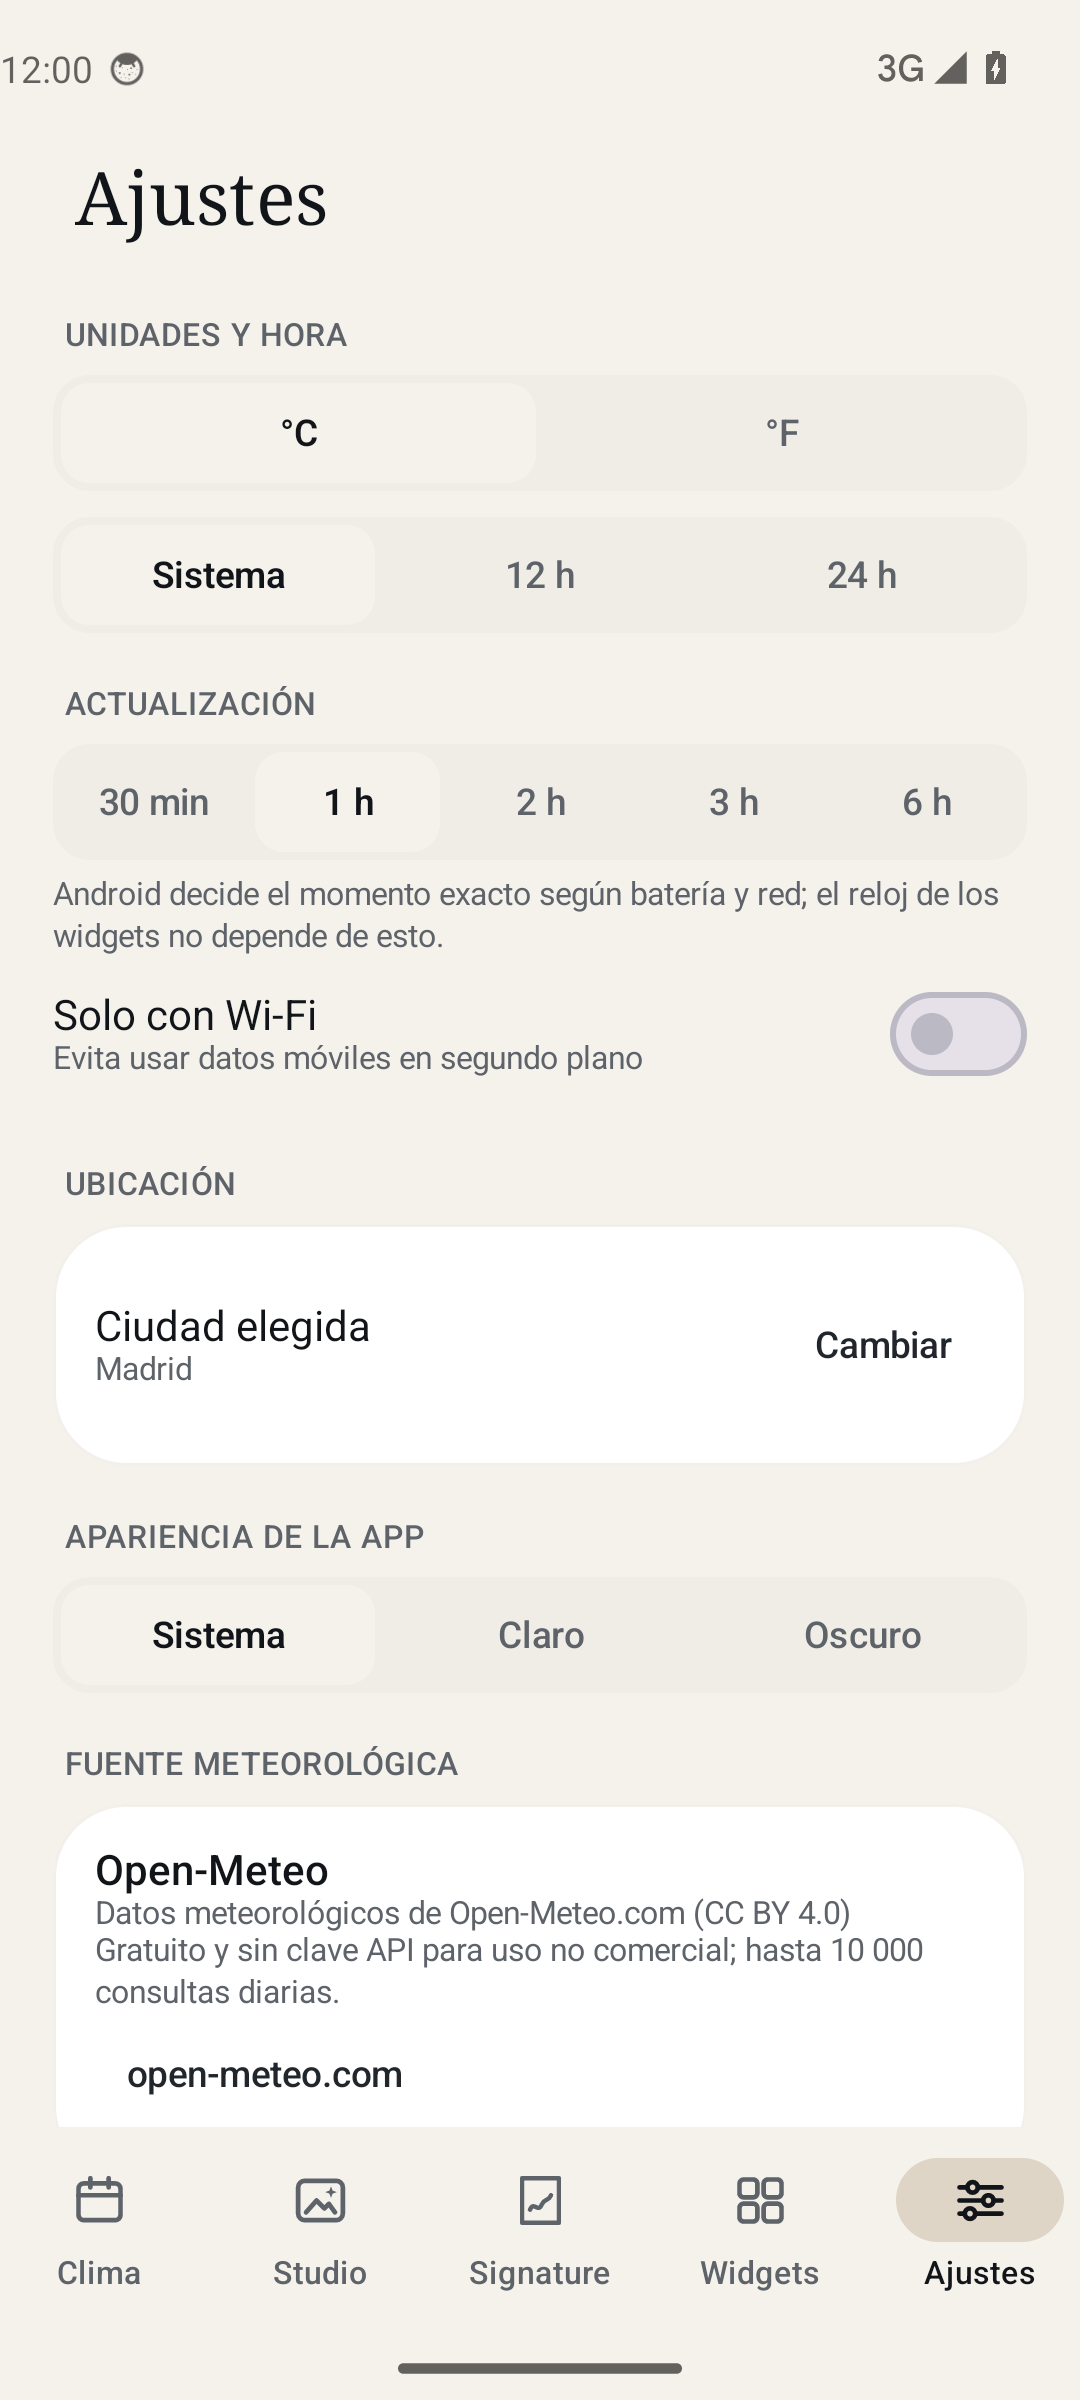 12:00
3G
Ajustes
UNIDADES Y HORA
°C °F
Sistema 12 h 24 h
ACTUALIZACIÓN
30 min 1 h 2 h 3 h 6 h
Android decide el momento exacto según batería y red; el reloj de los
widgets no depende de esto.
Solo con Wi-Fi
Evita usar datos móviles en segundo plano
UBICACIÓN
Ciudad elegida
Madrid
Cambiar
APARIENCIA DE LA APP
Sistema Claro Oscuro
FUENTE METEOROLÓGICA
Open-Meteo
Datos meteorológicos de Open-Meteo.com (CC BY 4.0)
Gratuito y sin clave API para uso no comercial; hasta 10 000
consultas diarias.
open-meteo.com
Clima Studio Signature Widgets Ajustes